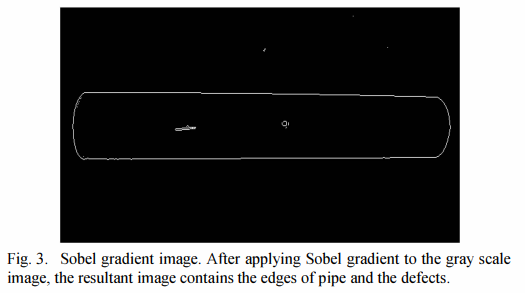 Fig. 3. Sobel gradient image. After applying Sobel gradient to the gray scale
image, the resultant image contains the edges of pipe and the defects.